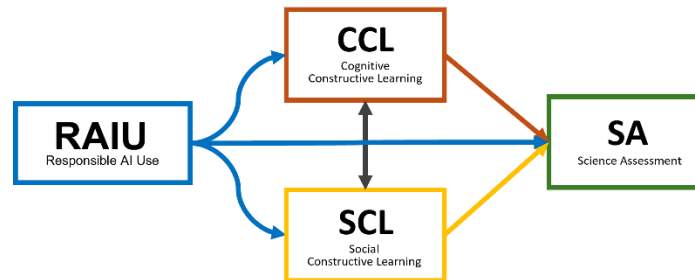 CCL
Cognitive
Constructive Learning
RAIU
Responsible AI Use
SA
Science Assessment
SCL
Social
Constructive Learning